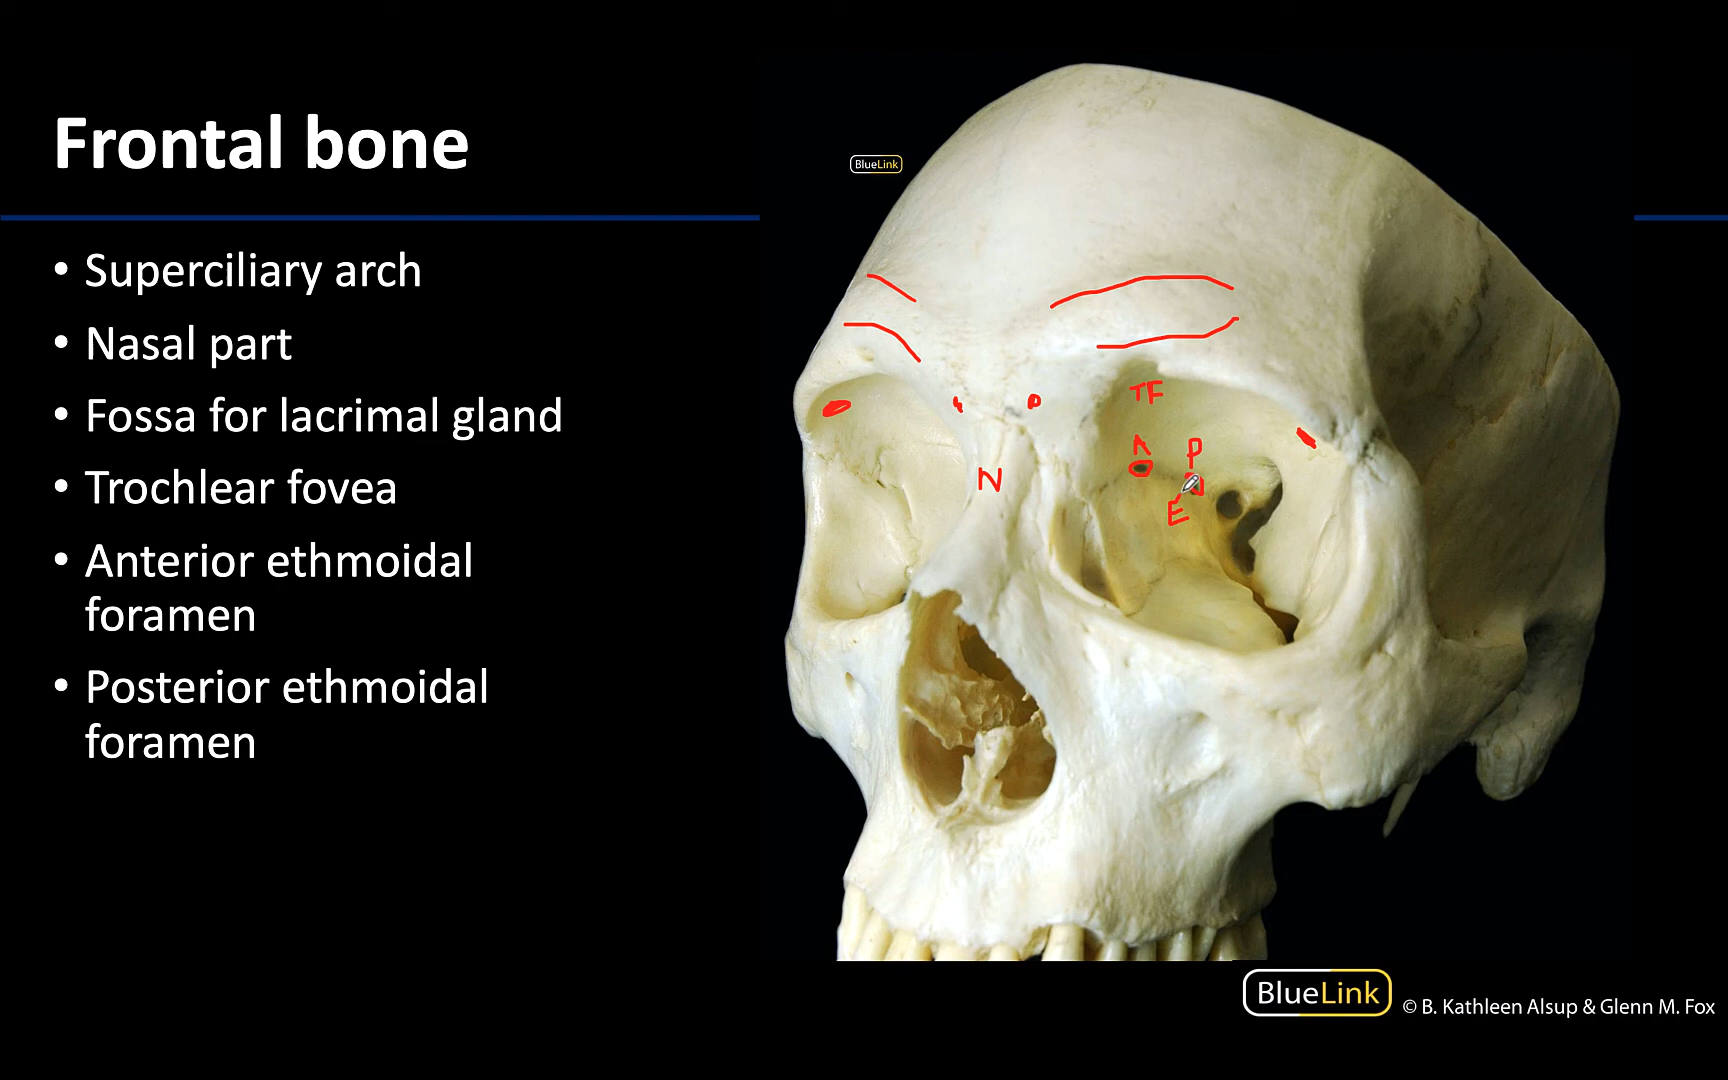 Frontal bone
• Superciliary arch
• Nasal part
• Fossa for lacrimal gland
• Trochlear fovea
• Anterior ethmoidal
foramen
• Posterior ethmoidal
foramen
BlueLink
TF
A P
N
E
BlueLink
© B. Kathleen Alsup & Glenn M. Fox